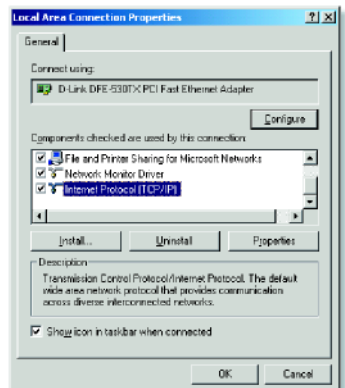 Local Area Connection Properties
General
Connect using:
D-Link DFE-530TX PCI Fast Ethernet Adapter
Configure
Components checked are used by this connection:
File and Printer Sharing for Microsoft Networks
Network Monitor Driver
Internet Protocol (TCP/IP)
Install... Uninstall Properties
Description
Transmission Control Protocol/Internet Protocol. The default
wide area network protocol that provides communication
across diverse interconnected networks.
Show icon in taskbar when connected
OK Cancel